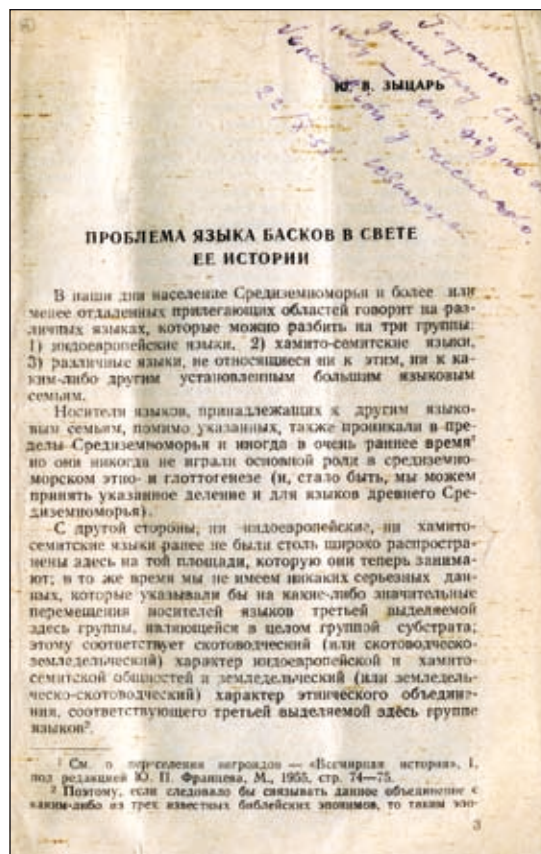 Ю. В. ЗЫЦАРЬ
ПРОБЛЕМА ЯЗЫКА БАСКОВ В СВЕТЕ
ЕЕ ИСТОРИИ
В наши дни население Средиземноморья и более или
менее отдаленных прилегающих областей говорит на раз-
личных языках, которые можно разбить на три группы:
1) индоевропейские языки, 2) хамито-семитские языки,
3) различные языки, не относящиеся ни к этим, ни к ка-
ким-либо другим установленным большим языковым
семьям.
Носители языков, принадлежащих к другим языко-
вым семьям, помимо указанных, также проникали в пре-
делы Средиземноморья и иногда в очень раннее время¹
но они никогда не играли основной роли в средиземно-
морском этно- и глоттогенезе (и, стало быть, мы можем
принять указанное деление и для языков древнего Сре-
диземноморья).
С другой стороны, ни индоевропейские, ни хамито-
семитские языки ранее не были столь широко распростра-
нены здесь на той площади, которую они теперь занима-
ют; в то же время мы не имеем никаких серьезных дан-
ных, которые указывали бы на какие-либо значительные
перемещения носителей языков третьей выделяемой
здесь группы, являющейся в целом группой субстрата;
этому соответствует скотоводческий (или скотоводческо-
земледельческий) характер индоевропейской и хамито-
семитской общностей и земледельческий (или земледель-
ческо-скотоводческий) характер этнического объедине-
ния, соответствующего третьей выделяемой здесь группе
языков².
¹ См. о переселения негроидов — «Всемирная история», I,
под редакцией Ю. П. Францева, М., 1955, стр. 74—75.
² Поэтому, если следовало бы связывать данное объединение с
каким-либо из трех известных библейских эпонимов, то таким эпо-
3